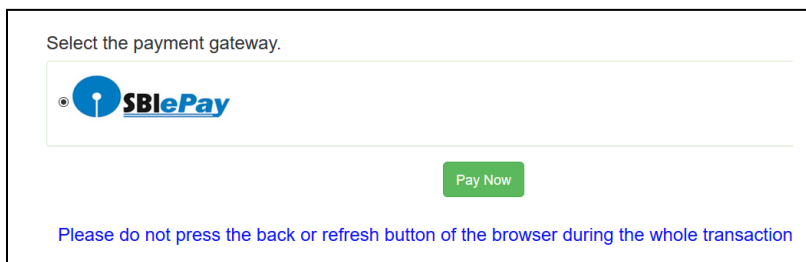 Select the payment gateway.
SBIePay
Pay Now
Please do not press the back or refresh button of the browser during the whole transaction